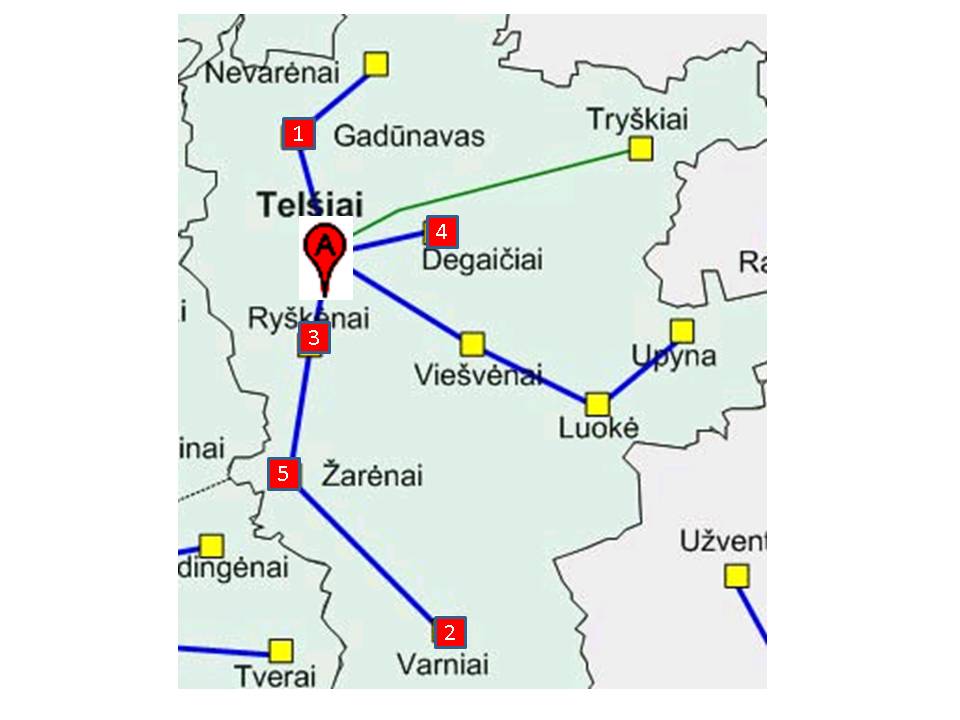 Nevarėnai
1
Gadūnavas
Tryškiai
Telšiai
A
4
Degaičiai
Ryškėnai
3
Viešvėnai
Upyna
Luokė
inai
5
Žarėnai
Užvent
dingėnai
2
Varniai
Tverai